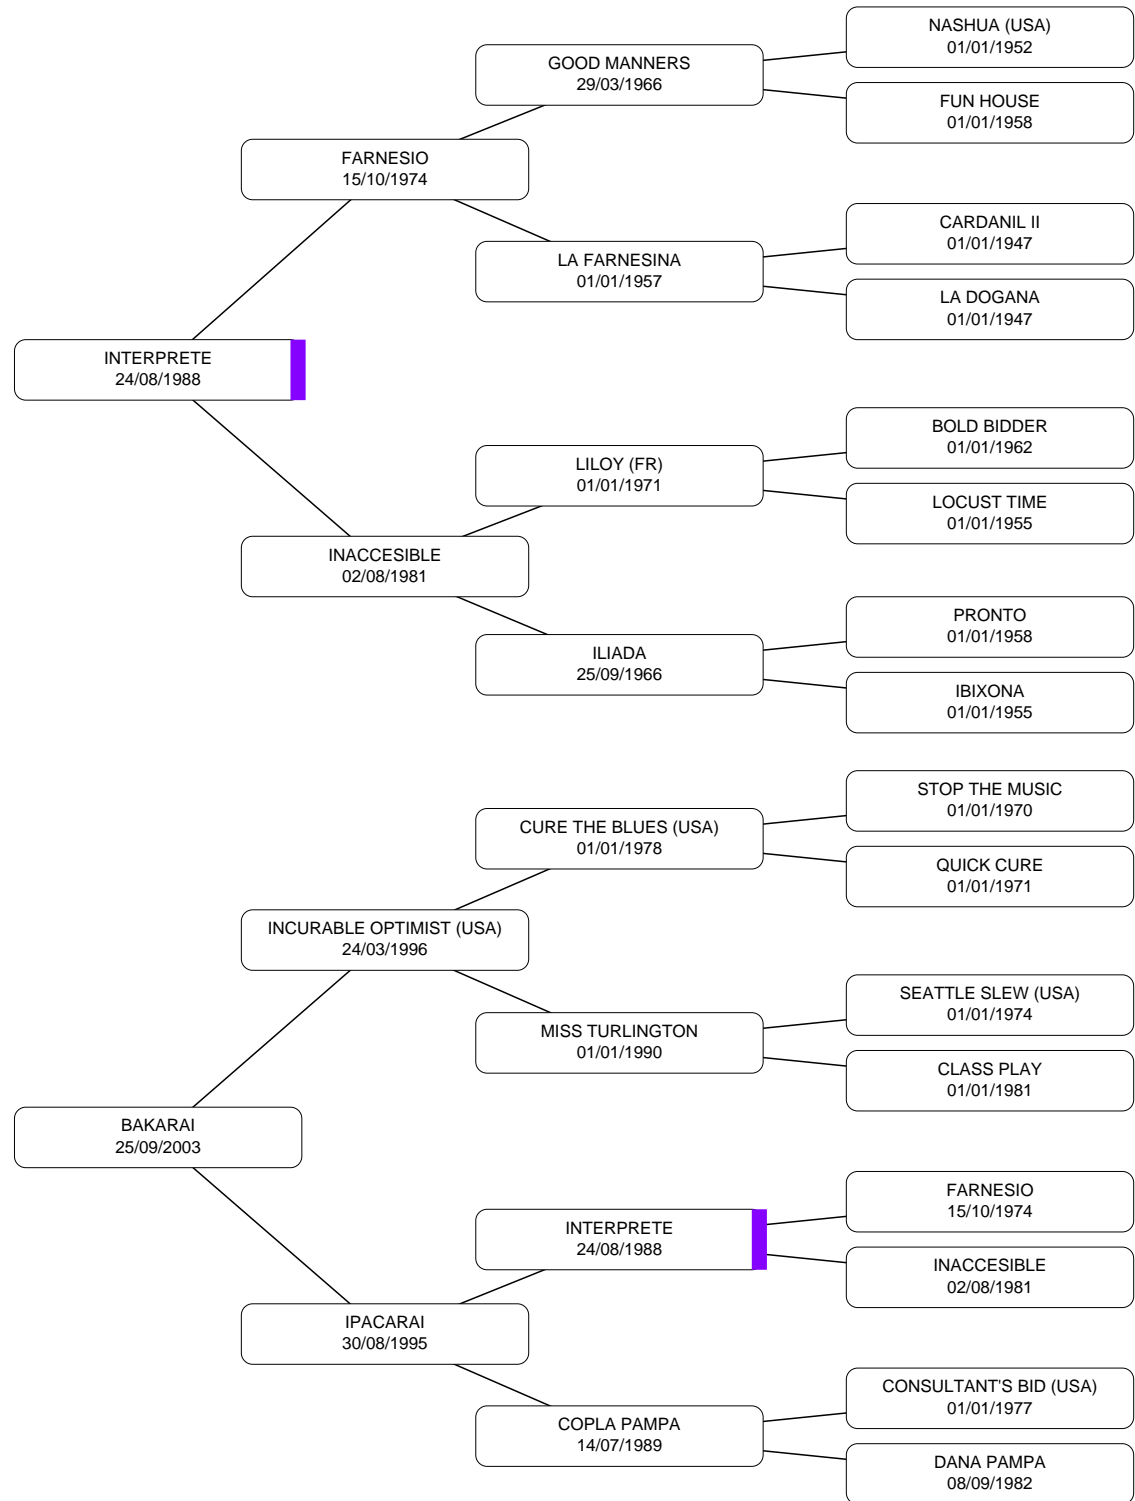 NASHUA (USA)
01/01/1952
GOOD MANNERS
29/03/1966
FUN HOUSE
01/01/1958
FARNESIO
15/10/1974
CARDANIL II
01/01/1947
LA FARNESINA
01/01/1957
LA DOGANA
01/01/1947
INTERPRETE
24/08/1988
BOLD BIDDER
01/01/1962
LILOY (FR)
01/01/1971
LOCUST TIME
01/01/1955
INACCESIBLE
02/08/1981
PRONTO
01/01/1958
ILIADA
25/09/1966
IBIXONA
01/01/1955
STOP THE MUSIC
01/01/1970
CURE THE BLUES (USA)
01/01/1978
QUICK CURE
01/01/1971
INCURABLE OPTIMIST (USA)
24/03/1996
SEATTLE SLEW (USA)
01/01/1974
MISS TURLINGTON
01/01/1990
CLASS PLAY
01/01/1981
BAKARAI
25/09/2003
FARNESIO
15/10/1974
INTERPRETE
24/08/1988
INACCESIBLE
02/08/1981
IPACARAI
30/08/1995
CONSULTANT'S BID (USA)
01/01/1977
COPLA PAMPA
14/07/1989
DANA PAMPA
08/09/1982